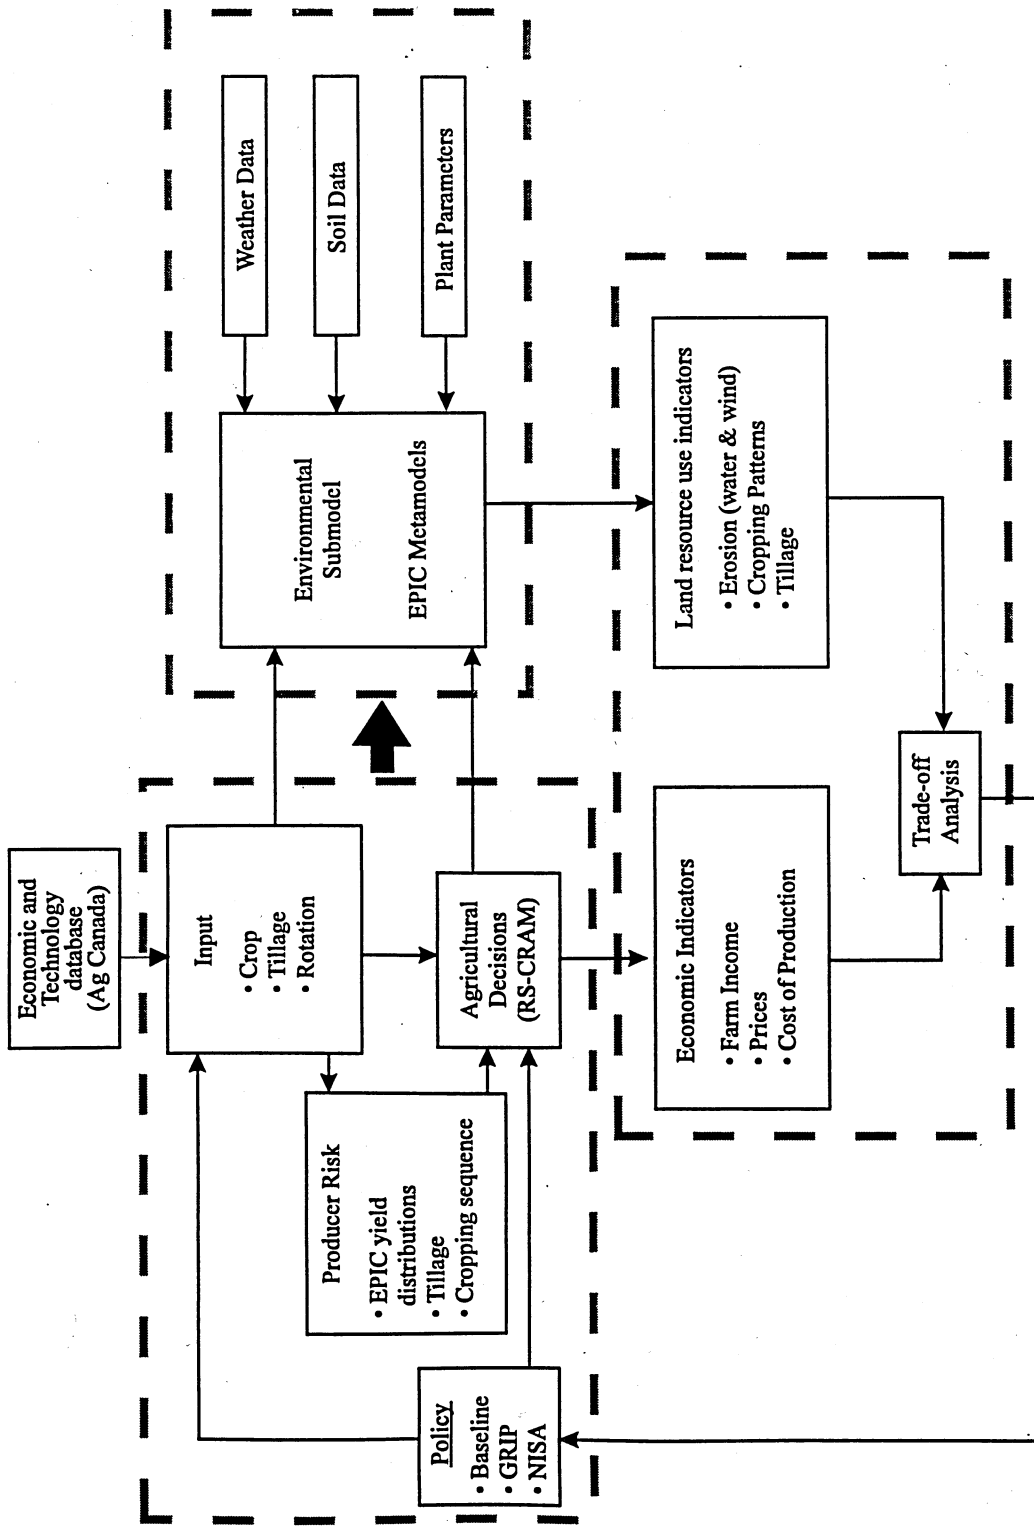 Economic and
Technology
database
(Ag Canada)
Input
• Crop
• Tillage
• Rotation
Producer Risk
• EPIC yield
distributions
• Tillage
• Cropping sequence
Policy
• Baseline
• GRIP
• NISA
Agricultural
Decisions
(RS-CRAM)
Environmental
Submodel
EPIC Metamodels
Weather Data
Soil Data
Plant Parameters
Economic Indicators
• Farm Income
• Prices
• Cost of Production
Land resource use indicators
• Erosion (water & wind)
• Cropping Patterns
• Tillage
Trade-off
Analysis